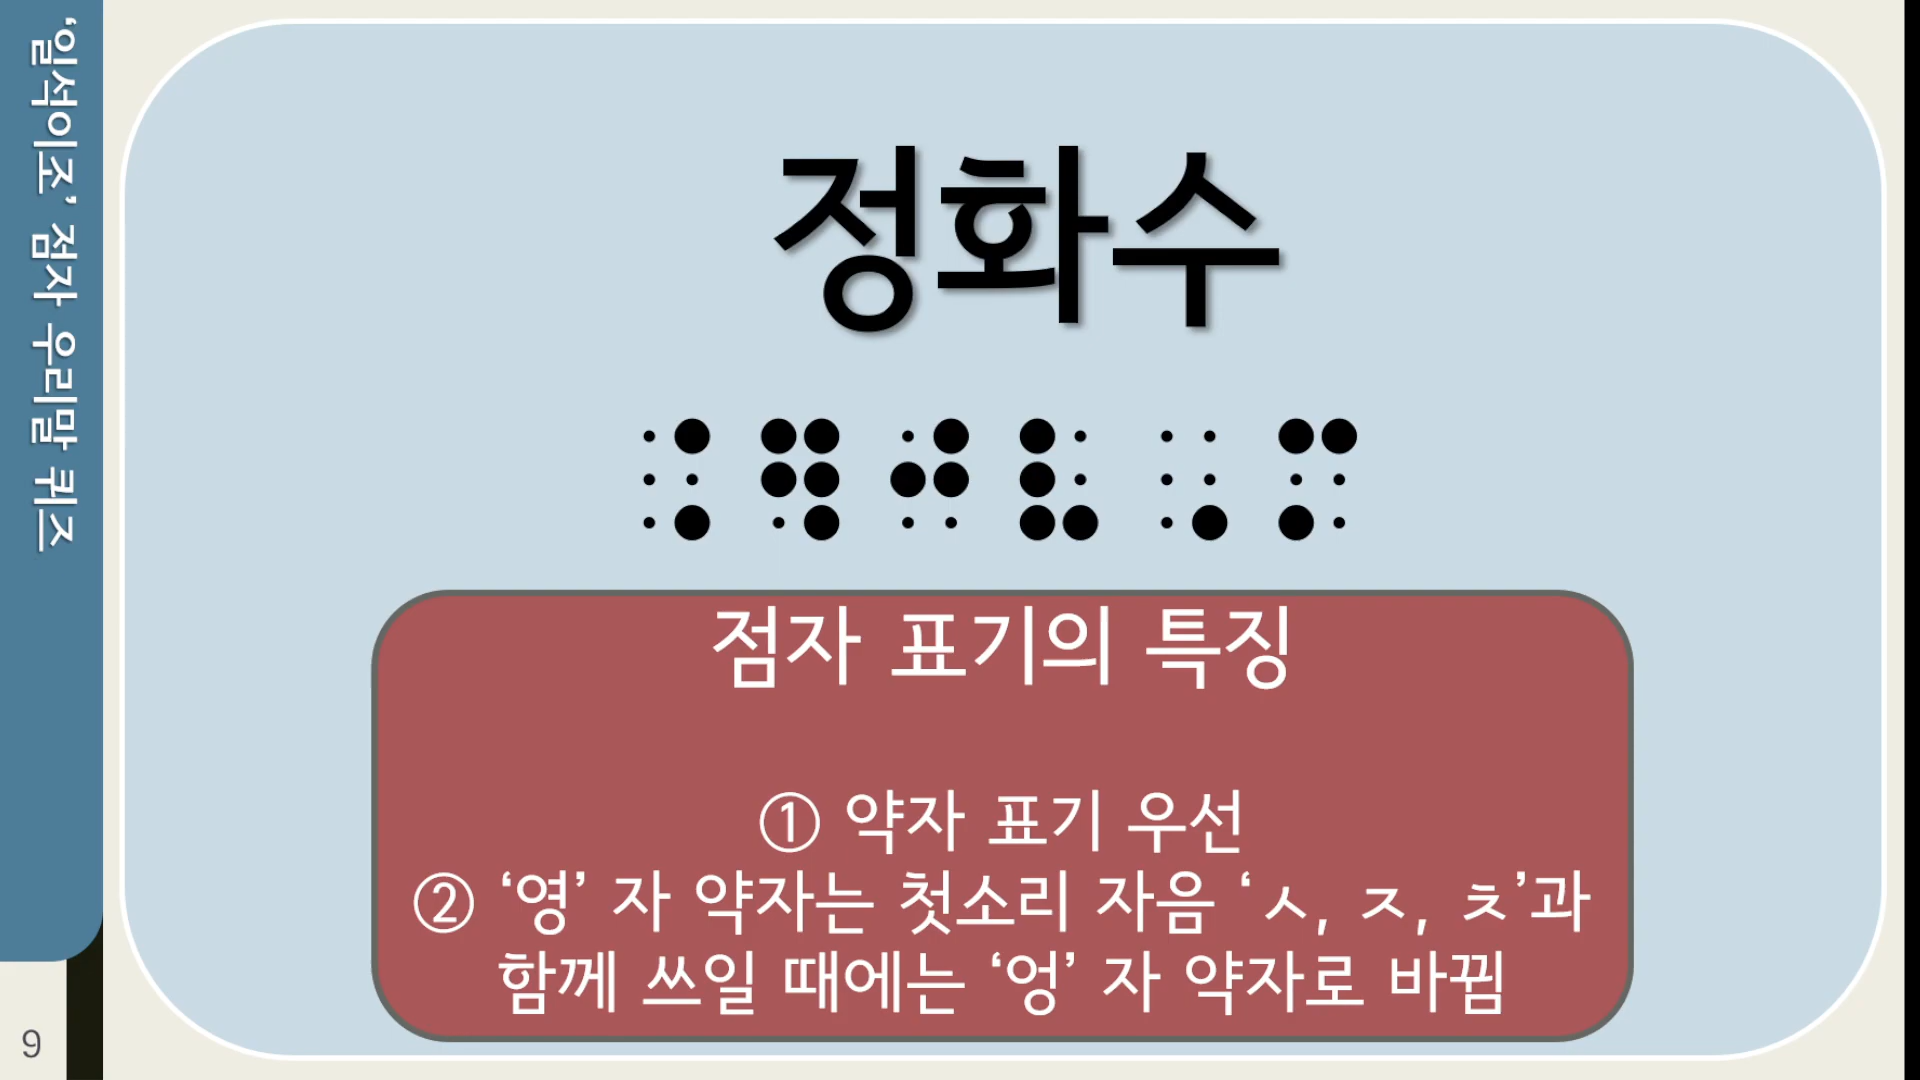 ‘일석이조’ 점자 우리말 퀴즈
정화수
⠨⠻⠚⠧⠠⠍
점자 표기의 특징
① 약자 표기 우선
② ‘영’ 자 약자는 첫소리 자음 ‘ㅅ, ㅈ, ㅊ’과
함께 쓰일 때에는 ‘엉’ 자 약자로 바뀜
9